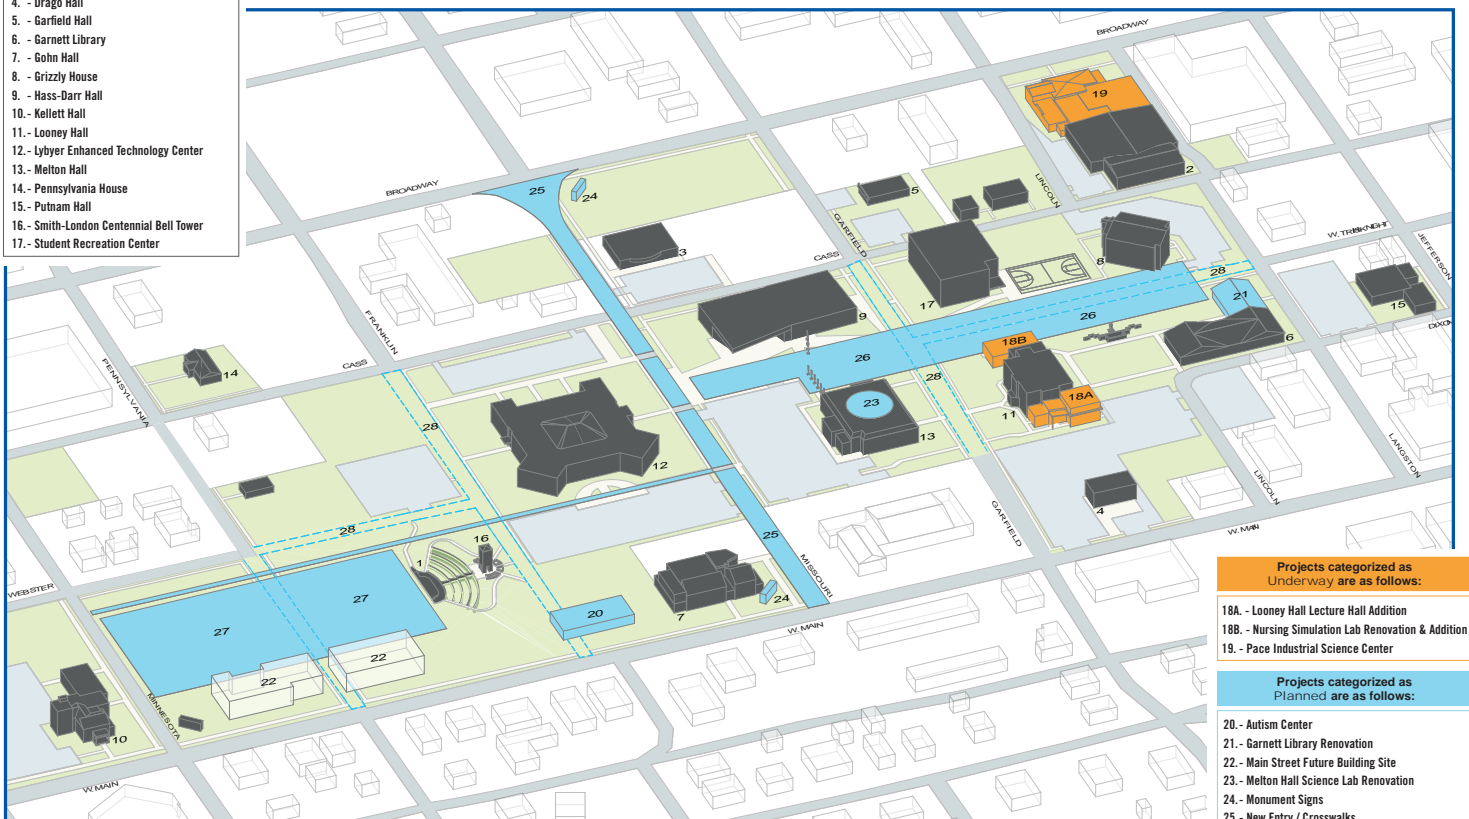 4. - Drago Hall
5. - Garfield Hall
6. - Garnett Library
7. - Gohn Hall
8. - Grizzly House
9. - Hass-Darr Hall
10. - Kellett Hall
11. - Looney Hall
12. - Lybyer Enhanced Technology Center
13. - Melton Hall
14. - Pennsylvania House
15. - Putnam Hall
16. - Smith-London Centennial Bell Tower
17. - Student Recreation Center
BROADWAY
19
2
BROADWAY
25
24
5
LINCOLN
GARFIELD
W. TRBKNGHT
JEFFERSON
3
CASS
8
28
17
21
15
26
DIXON
FRANKLIN
9
6
CASS
26
18B
14
PENNSYLVANIA
28
18A
23
11
28
13
12
LANGSTON
LINCOLN
4
GARFIELD
28
W. MAIN
16
25
MISSOURI
1
WEBSTER
27
24
20
7
27
W. MAIN
22
22
MINNESOTA
10
W. MAIN
Projects categorized as
Underway are as follows:
18A. - Looney Hall Lecture Hall Addition
18B. - Nursing Simulation Lab Renovation & Addition
19. - Pace Industrial Science Center
Projects categorized as
Planned are as follows:
20. - Autism Center
21. - Garnett Library Renovation
22. - Main Street Future Building Site
23. - Melton Hall Science Lab Renovation
24. - Monument Signs
25. - New Entry / Crosswalks